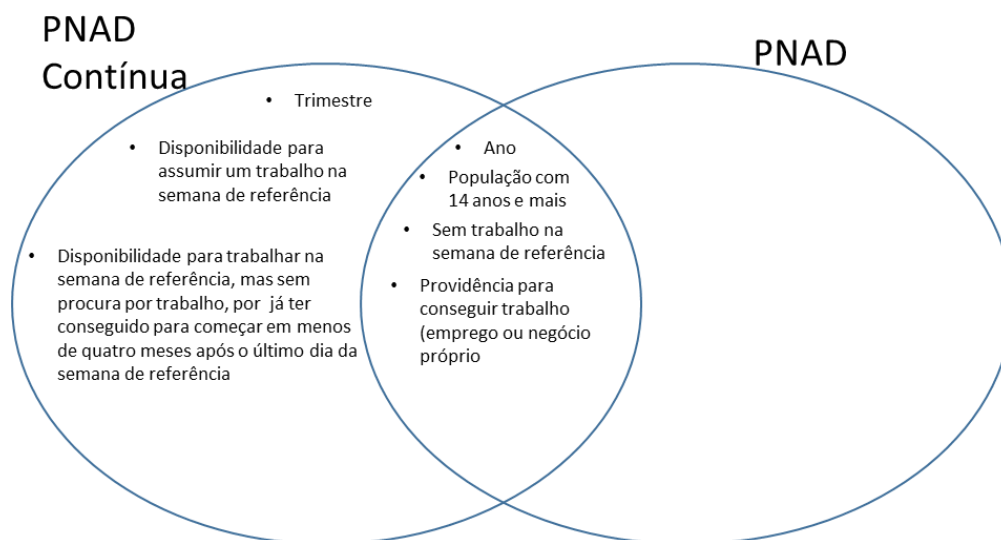 PNAD
Contínua
• Trimestre
• Disponibilidade para
assumir um trabalho na
semana de referência
• Disponibilidade para trabalhar na
semana de referência, mas sem
procura por trabalho, por já ter
conseguido para começar em menos
de quatro meses após o último dia da
semana de referência
• Ano
• População com
14 anos e mais
• Sem trabalho na
semana de referência
• Providência para
conseguir trabalho
(emprego ou negócio
próprio
PNAD